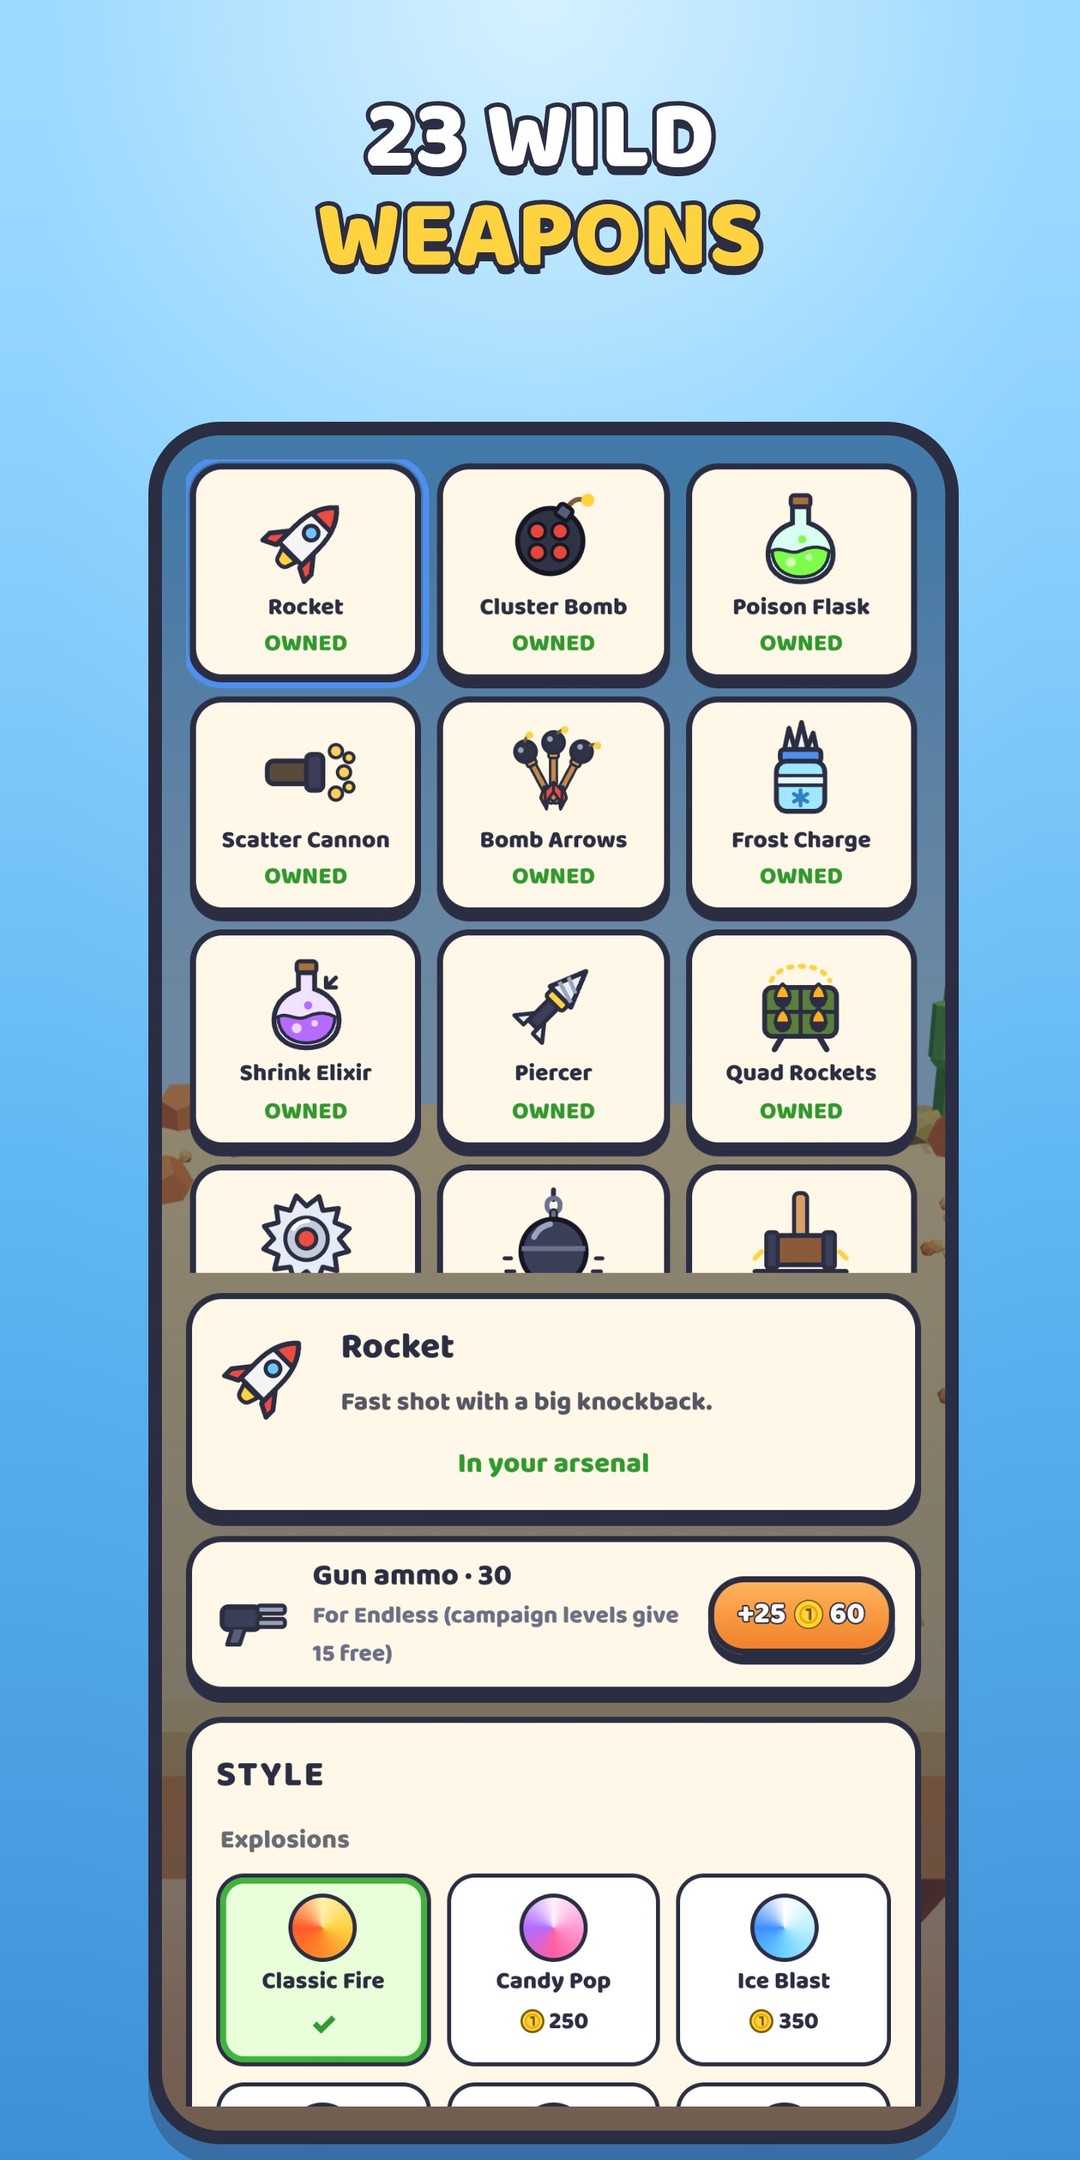 23 WILD
WEAPONS
Rocket
OWNED
Cluster Bomb
OWNED
Poison Flask
OWNED
Scatter Cannon
OWNED
Bomb Arrows
OWNED
Frost Charge
OWNED
Shrink Elixir
OWNED
Piercer
OWNED
Quad Rockets
OWNED
Rocket
Fast shot with a big knockback.
In your arsenal
Gun ammo · 30
For Endless (campaign levels give
15 free)
+25 1 60
STYLE
Explosions
Classic Fire
Candy Pop
1 250
Ice Blast
1 350